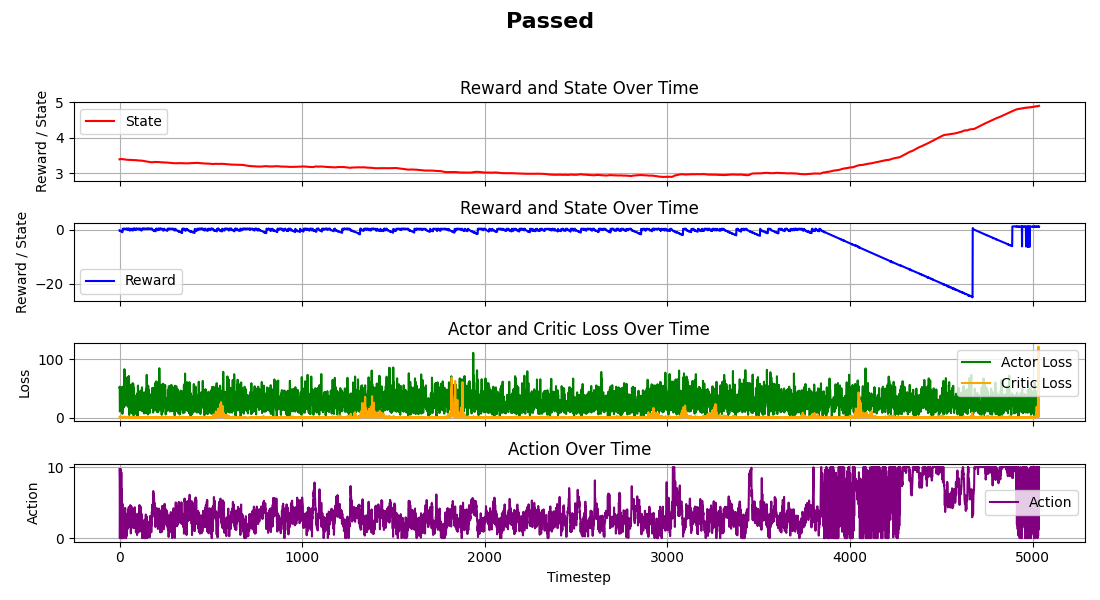 Passed
Reward and State Over Time
Reward / State
5
4
3
State
Reward and State Over Time
Reward / State
0
−20
Reward
Actor and Critic Loss Over Time
Loss
100
0
Actor Loss
Critic Loss
Action Over Time
Action
10
0
Action
0 1000 2000 3000 4000 5000
Timestep